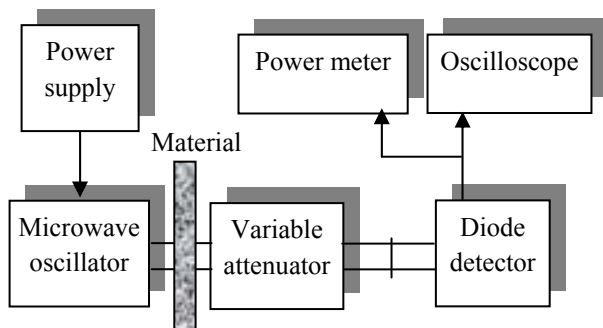 Power
supply
Power meter
Oscilloscope
Material
Microwave
oscillator
Variable
attenuator
Diode
detector